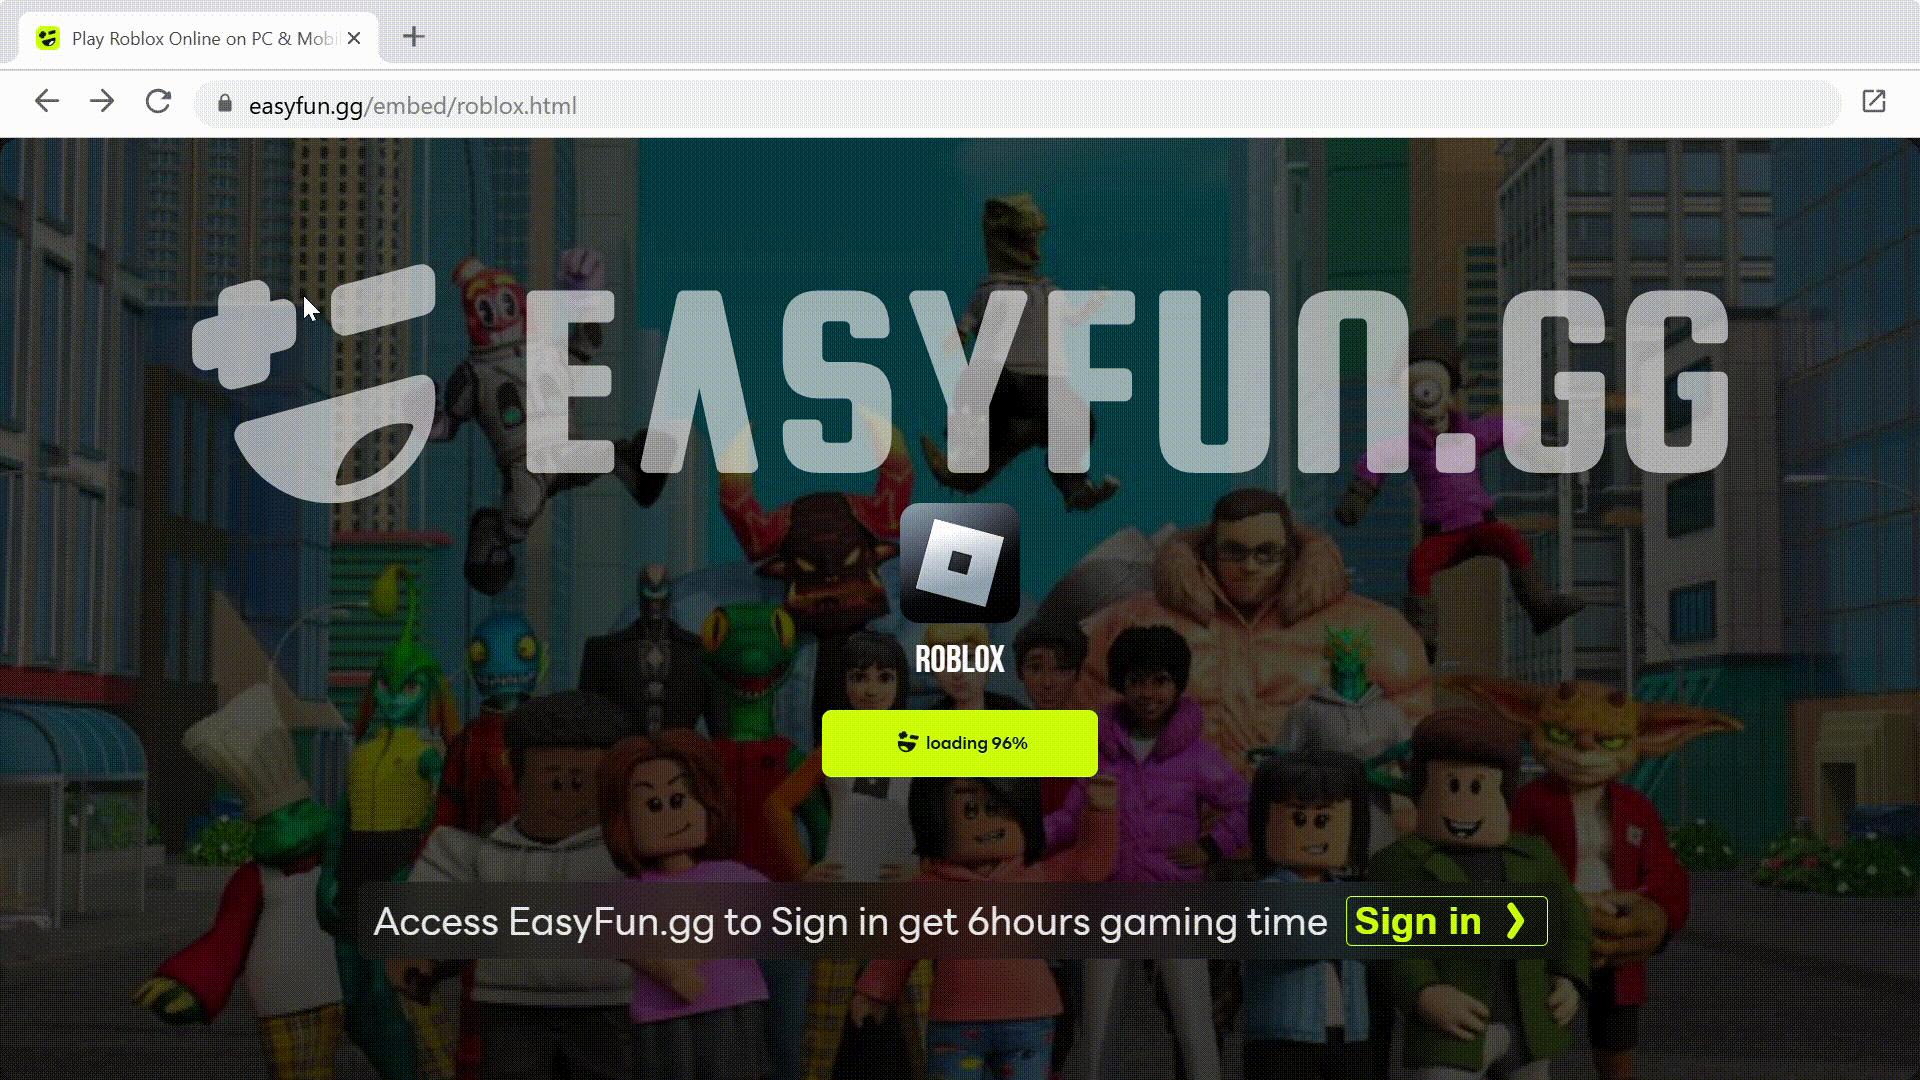 Play Roblox Online on PC & Mobi
easyfun.gg/embed/roblox.html
EASYFUN.GG
ROBLOX
loading 96%
Access EasyFun.gg to Sign in get 6hours gaming time
Sign in ❯